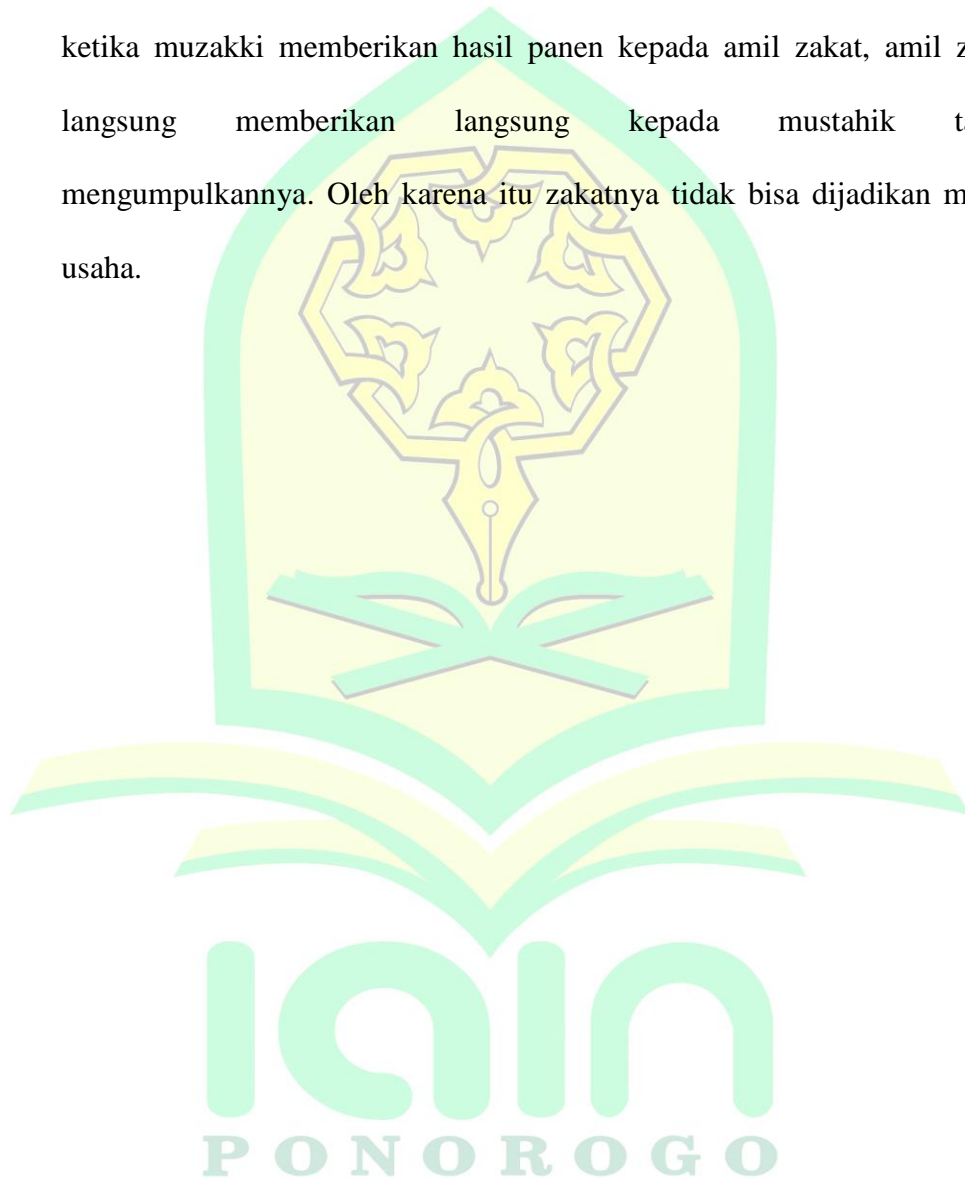 ketika muzakki memberikan hasil panen kepada amil zakat, amil
langsung memberikan langsung kepada mustahik
mengumpulkannya. Oleh karena itu zakatnya tidak bisa dijadikan
usaha.
iain
PONOROGO